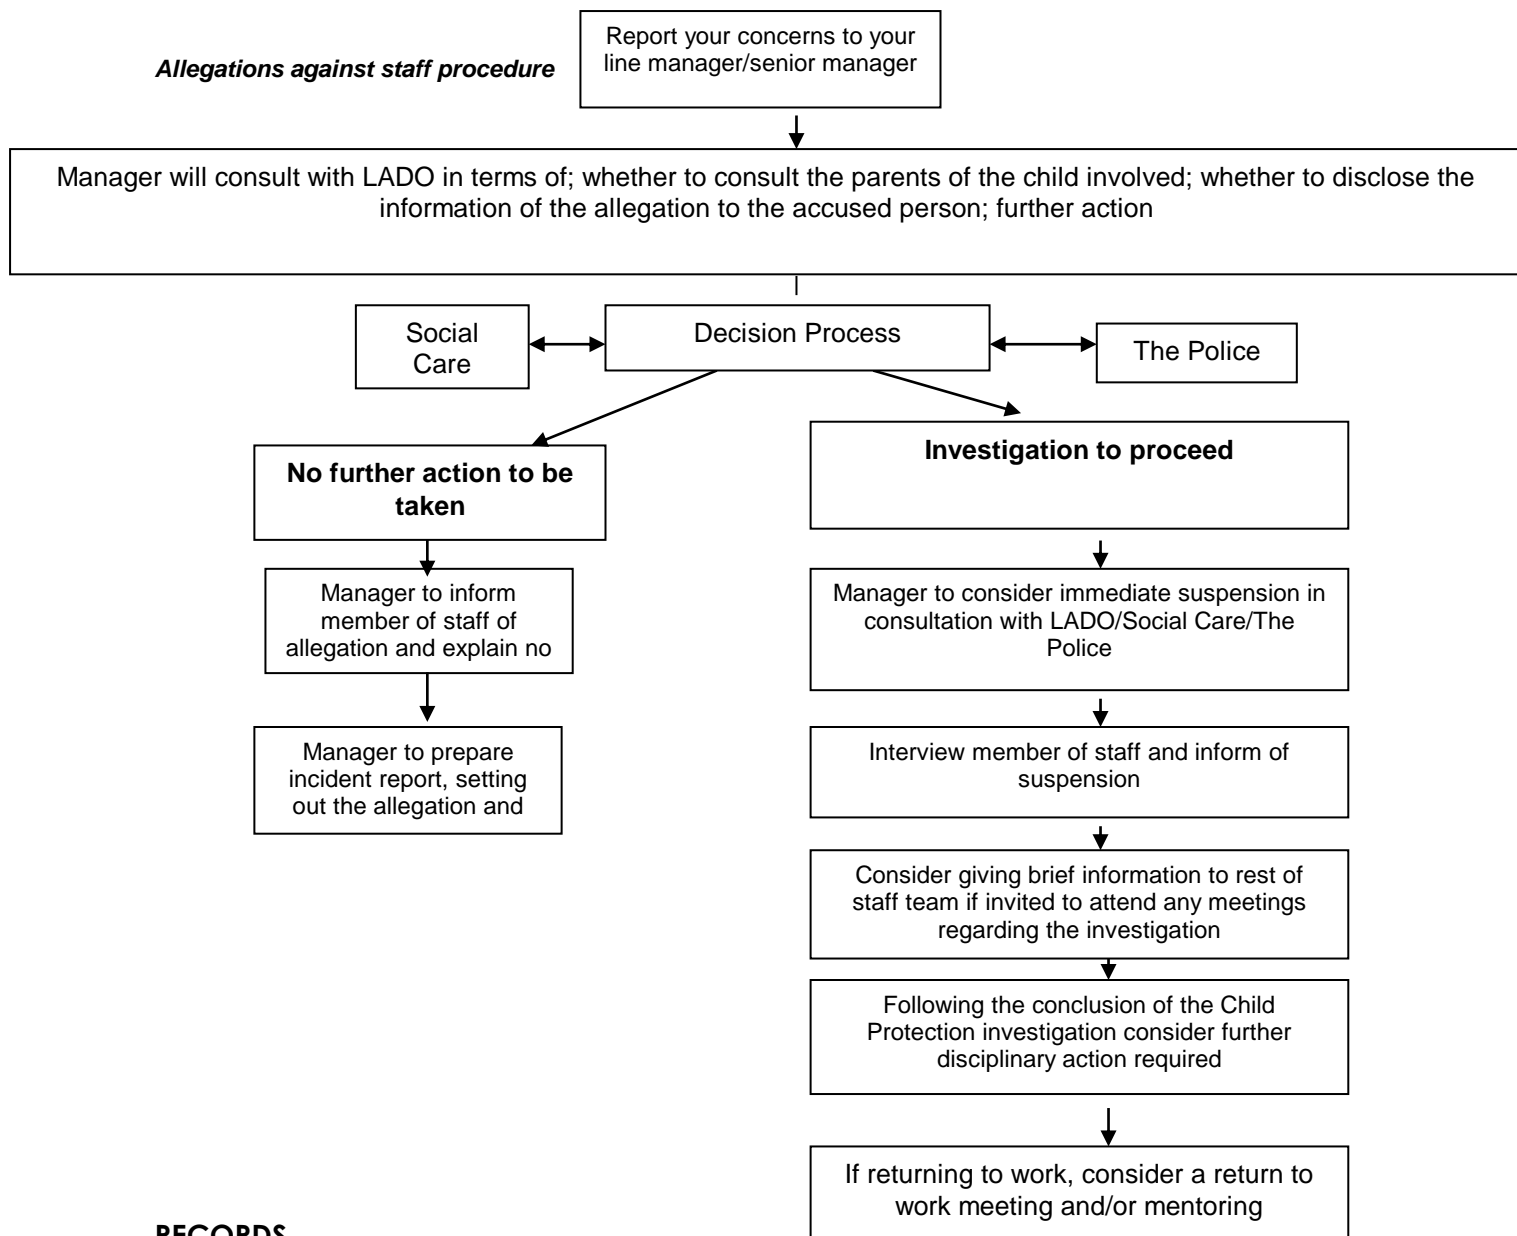 Report your concerns to your
line manager/senior manager
Allegations against staff procedure
Manager will consult with LADO in terms of; whether to consult the parents of the child involved; whether to disclose the
information of the allegation to the accused person; further action
Social
Care
Decision Process
The Police
No further action to be
taken
Manager to inform
member of staff of
allegation and explain no
Manager to prepare
incident report, setting
out the allegation and
Investigation to proceed
Manager to consider immediate suspension in
consultation with LADO/Social Care/The
Police
Interview member of staff and inform of
suspension
Consider giving brief information to rest of
staff team if invited to attend any meetings
regarding the investigation
Following the conclusion of the Child
Protection investigation consider further
disciplinary action required
If returning to work, consider a return to
work meeting and/or mentoring
RECORDS